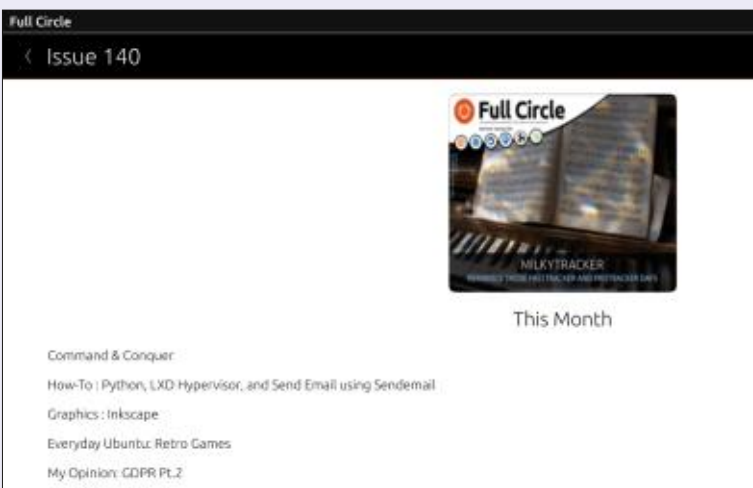 Full Circle
Issue 140
Full Circle
MILKYTRACKER
This Month
Command & Conquer
How-To : Python, LXD Hypervisor, and Send Email using Sendemail
Graphics : Inkscape
Everyday Ubuntu: Retro Games
My Opinion: GDPR Pt.2